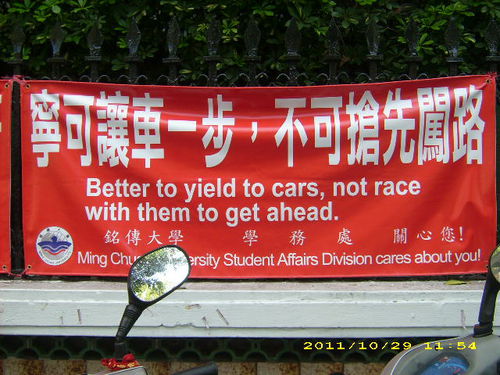 寧可讓車一步，不可搶先闖路
Better to yield to cars, not race
with them to get ahead.
銘傳大學 學務處 關心您!
Ming Chu ersity Student Affairs Division cares about you!
2011/10/29 11:54